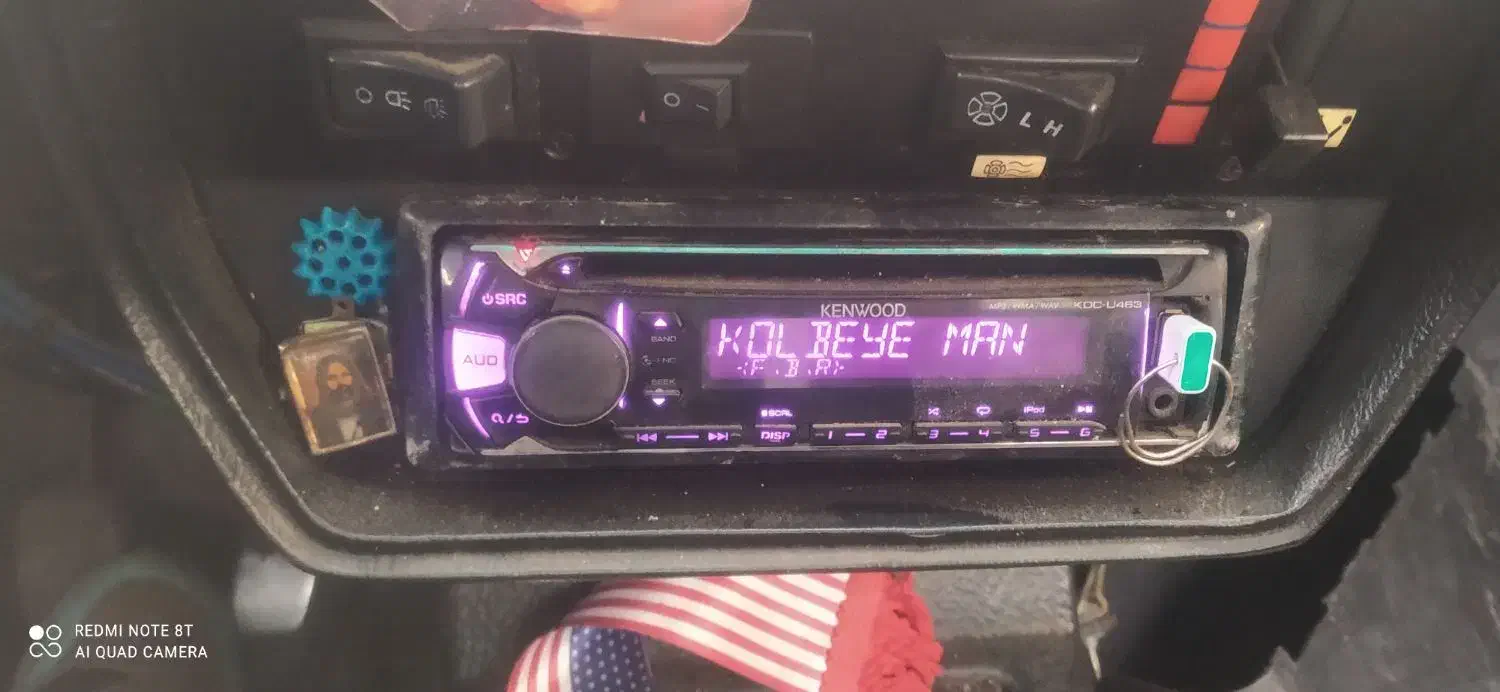 L H
SRC
KENWOOD
MP3/WMA/WAV KDC-U463
KOLBEYE MAN
BAND
AUD
SEEK
SCRL
iPod
DISP
1 2
3 4
5 6
REDMI NOTE 8T
AI QUAD CAMERA